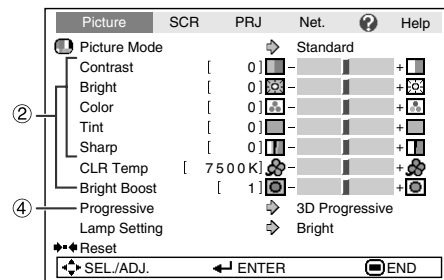 Picture SCR PRJ Net. ? Help
① Picture Mode Standard
Contrast [ 0] - +
② Bright [ 0] - +
Color [ 0] - +
Tint [ 0] - +
Sharp [ 0] - +
CLR Temp [ 7500K] - +
Bright Boost [ 1] - +
④ Progressive 3D Progressive
Lamp Setting Bright
Reset
SEL./ADJ. ENTER END